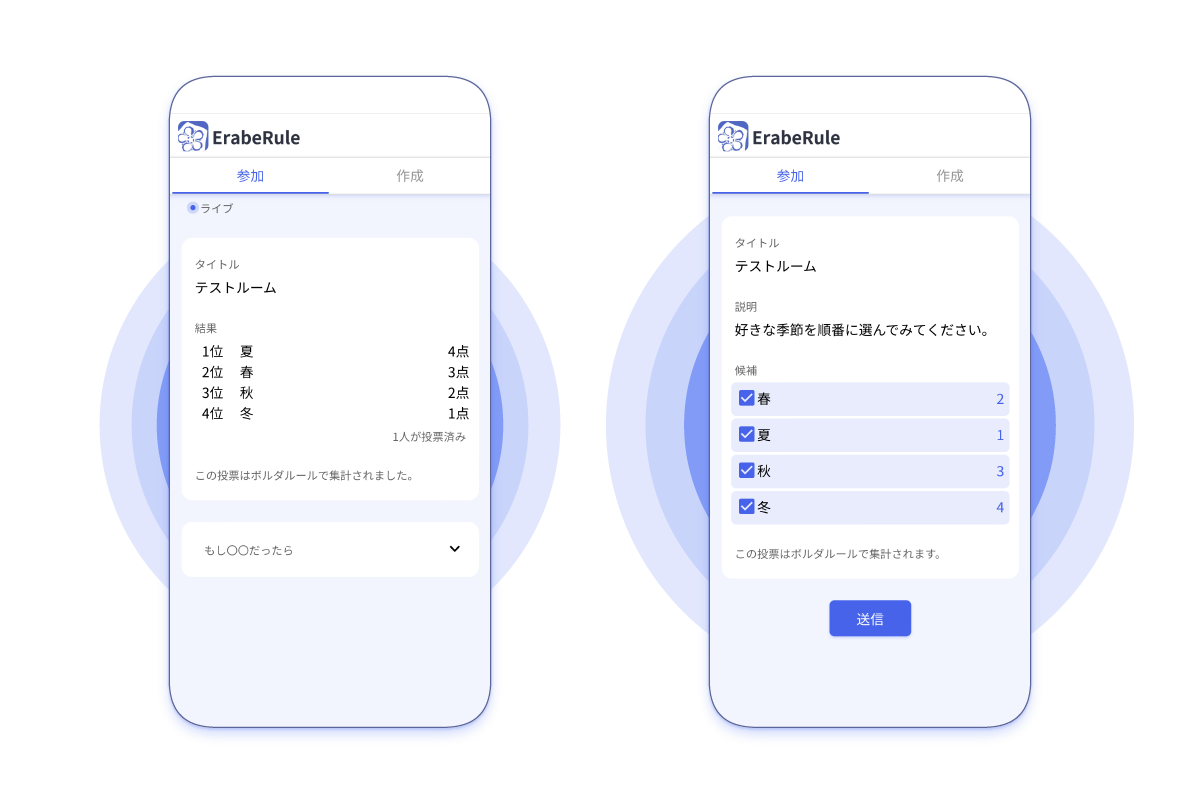 ErabeRule
参加 作成
ライブ
タイトル
テストルーム
結果
1位 夏 4点
2位 春 3点
3位 秋 2点
4位 冬 1点
1人が投票済み
この投票はボルダルールで集計されました。
もし〇〇だったら
ErabeRule
参加 作成
タイトル
テストルーム
説明
好きな季節を順番に選んでみてください。
候補
春 2
夏 1
秋 3
冬 4
この投票はボルダルールで集計されます。
送信